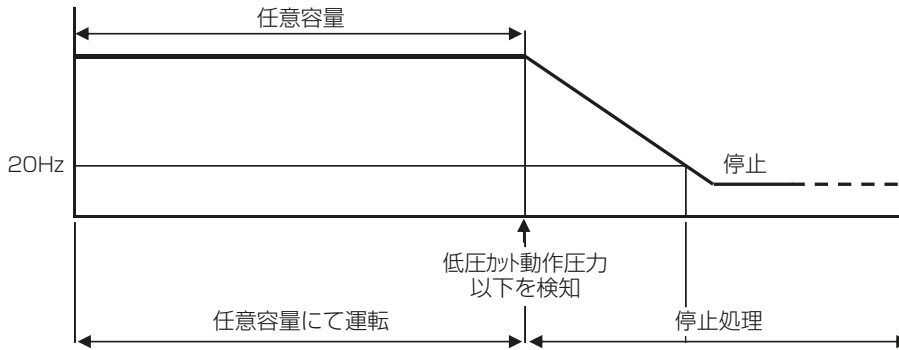 任意容量
20Hz
停止
低圧ｶｯﾄ動作圧力
以下を検知
任意容量にて運転
停止処理